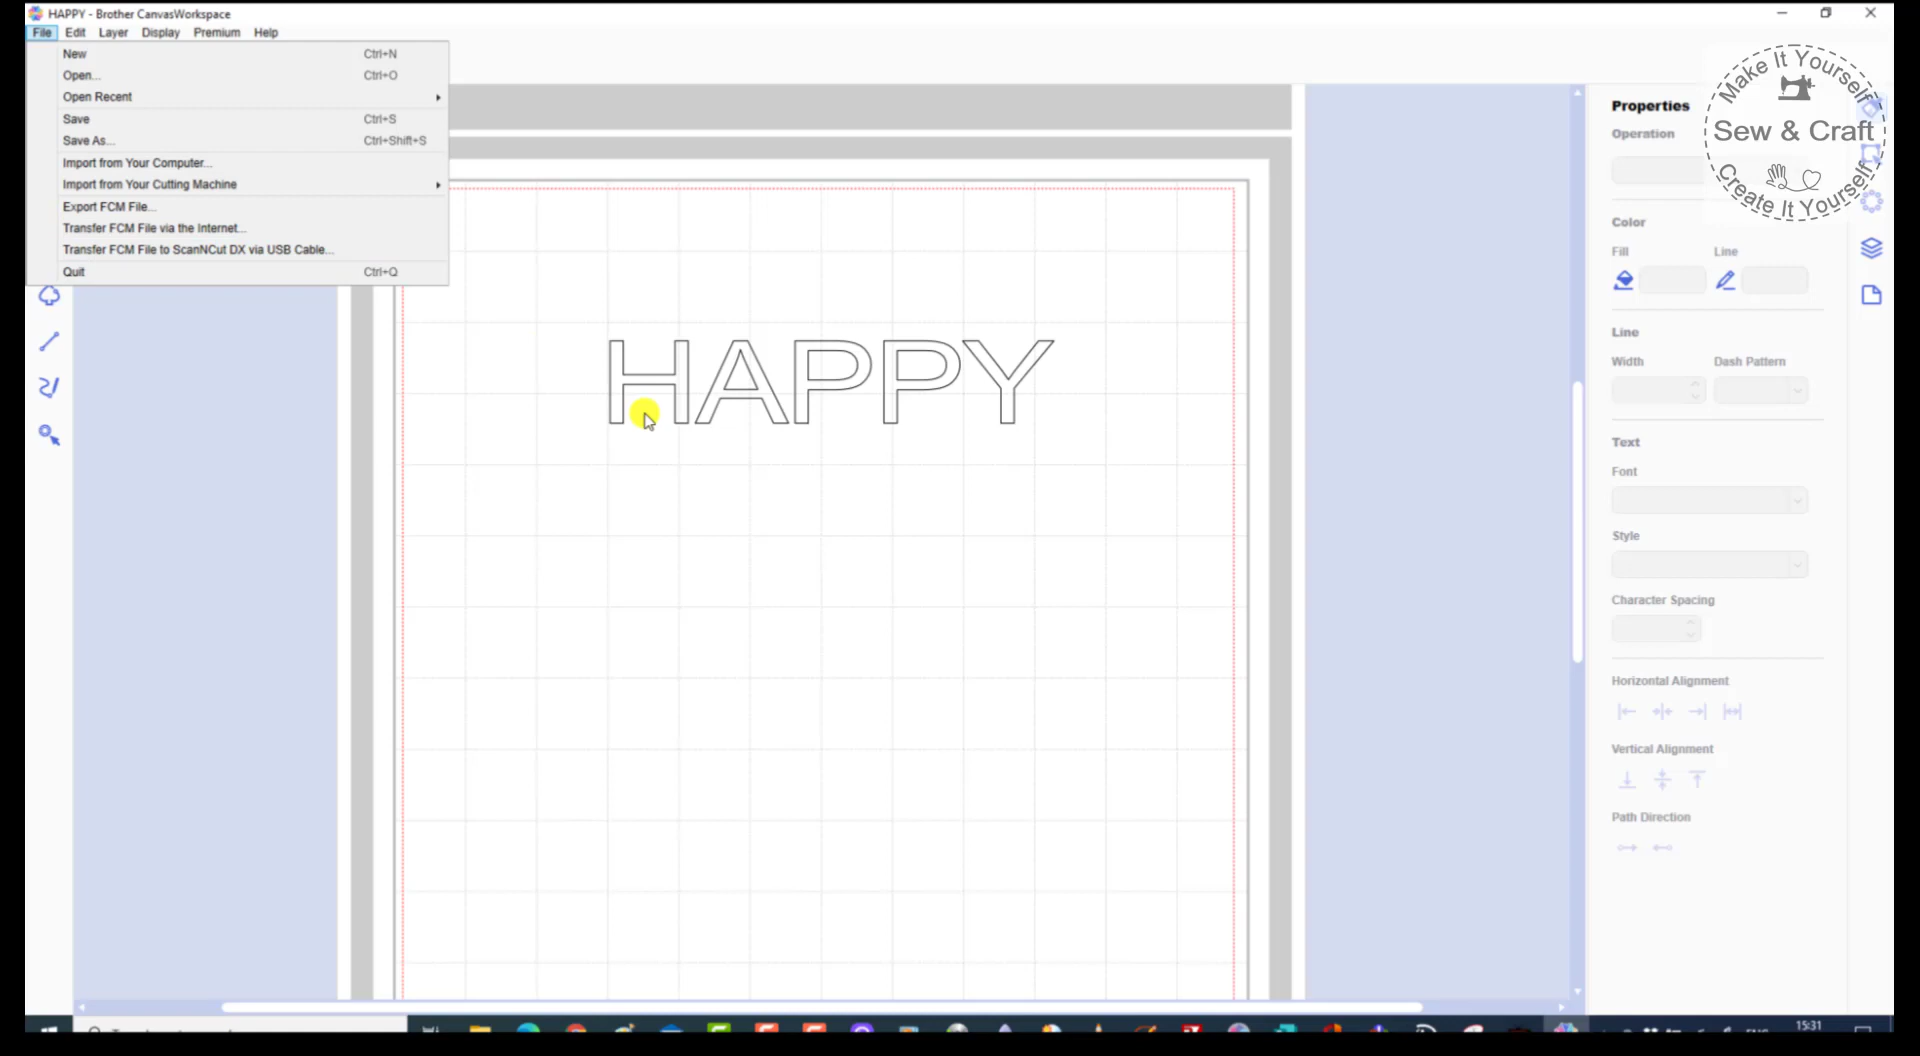 HAPPY - Brother CanvasWorkspace
File Edit Layer Display Premium Help
New Ctrl+N
Open... Ctrl+O
Open Recent
Save Ctrl+S
Save As... Ctrl+Shift+S
Import from Your Computer...
Import from Your Cutting Machine
Export FCM File...
Transfer FCM File via the Internet...
Transfer FCM File to ScanNCut DX via USB Cable...
Quit Ctrl+Q
HAPPY
Make It Yourself
Sew & Craft
Create It Yourself
Properties
Operation
Color
Fill Line
Line
Width Dash Pattern
Text
Font
Style
Character Spacing
Horizontal Alignment
Vertical Alignment
Path Direction
15:31